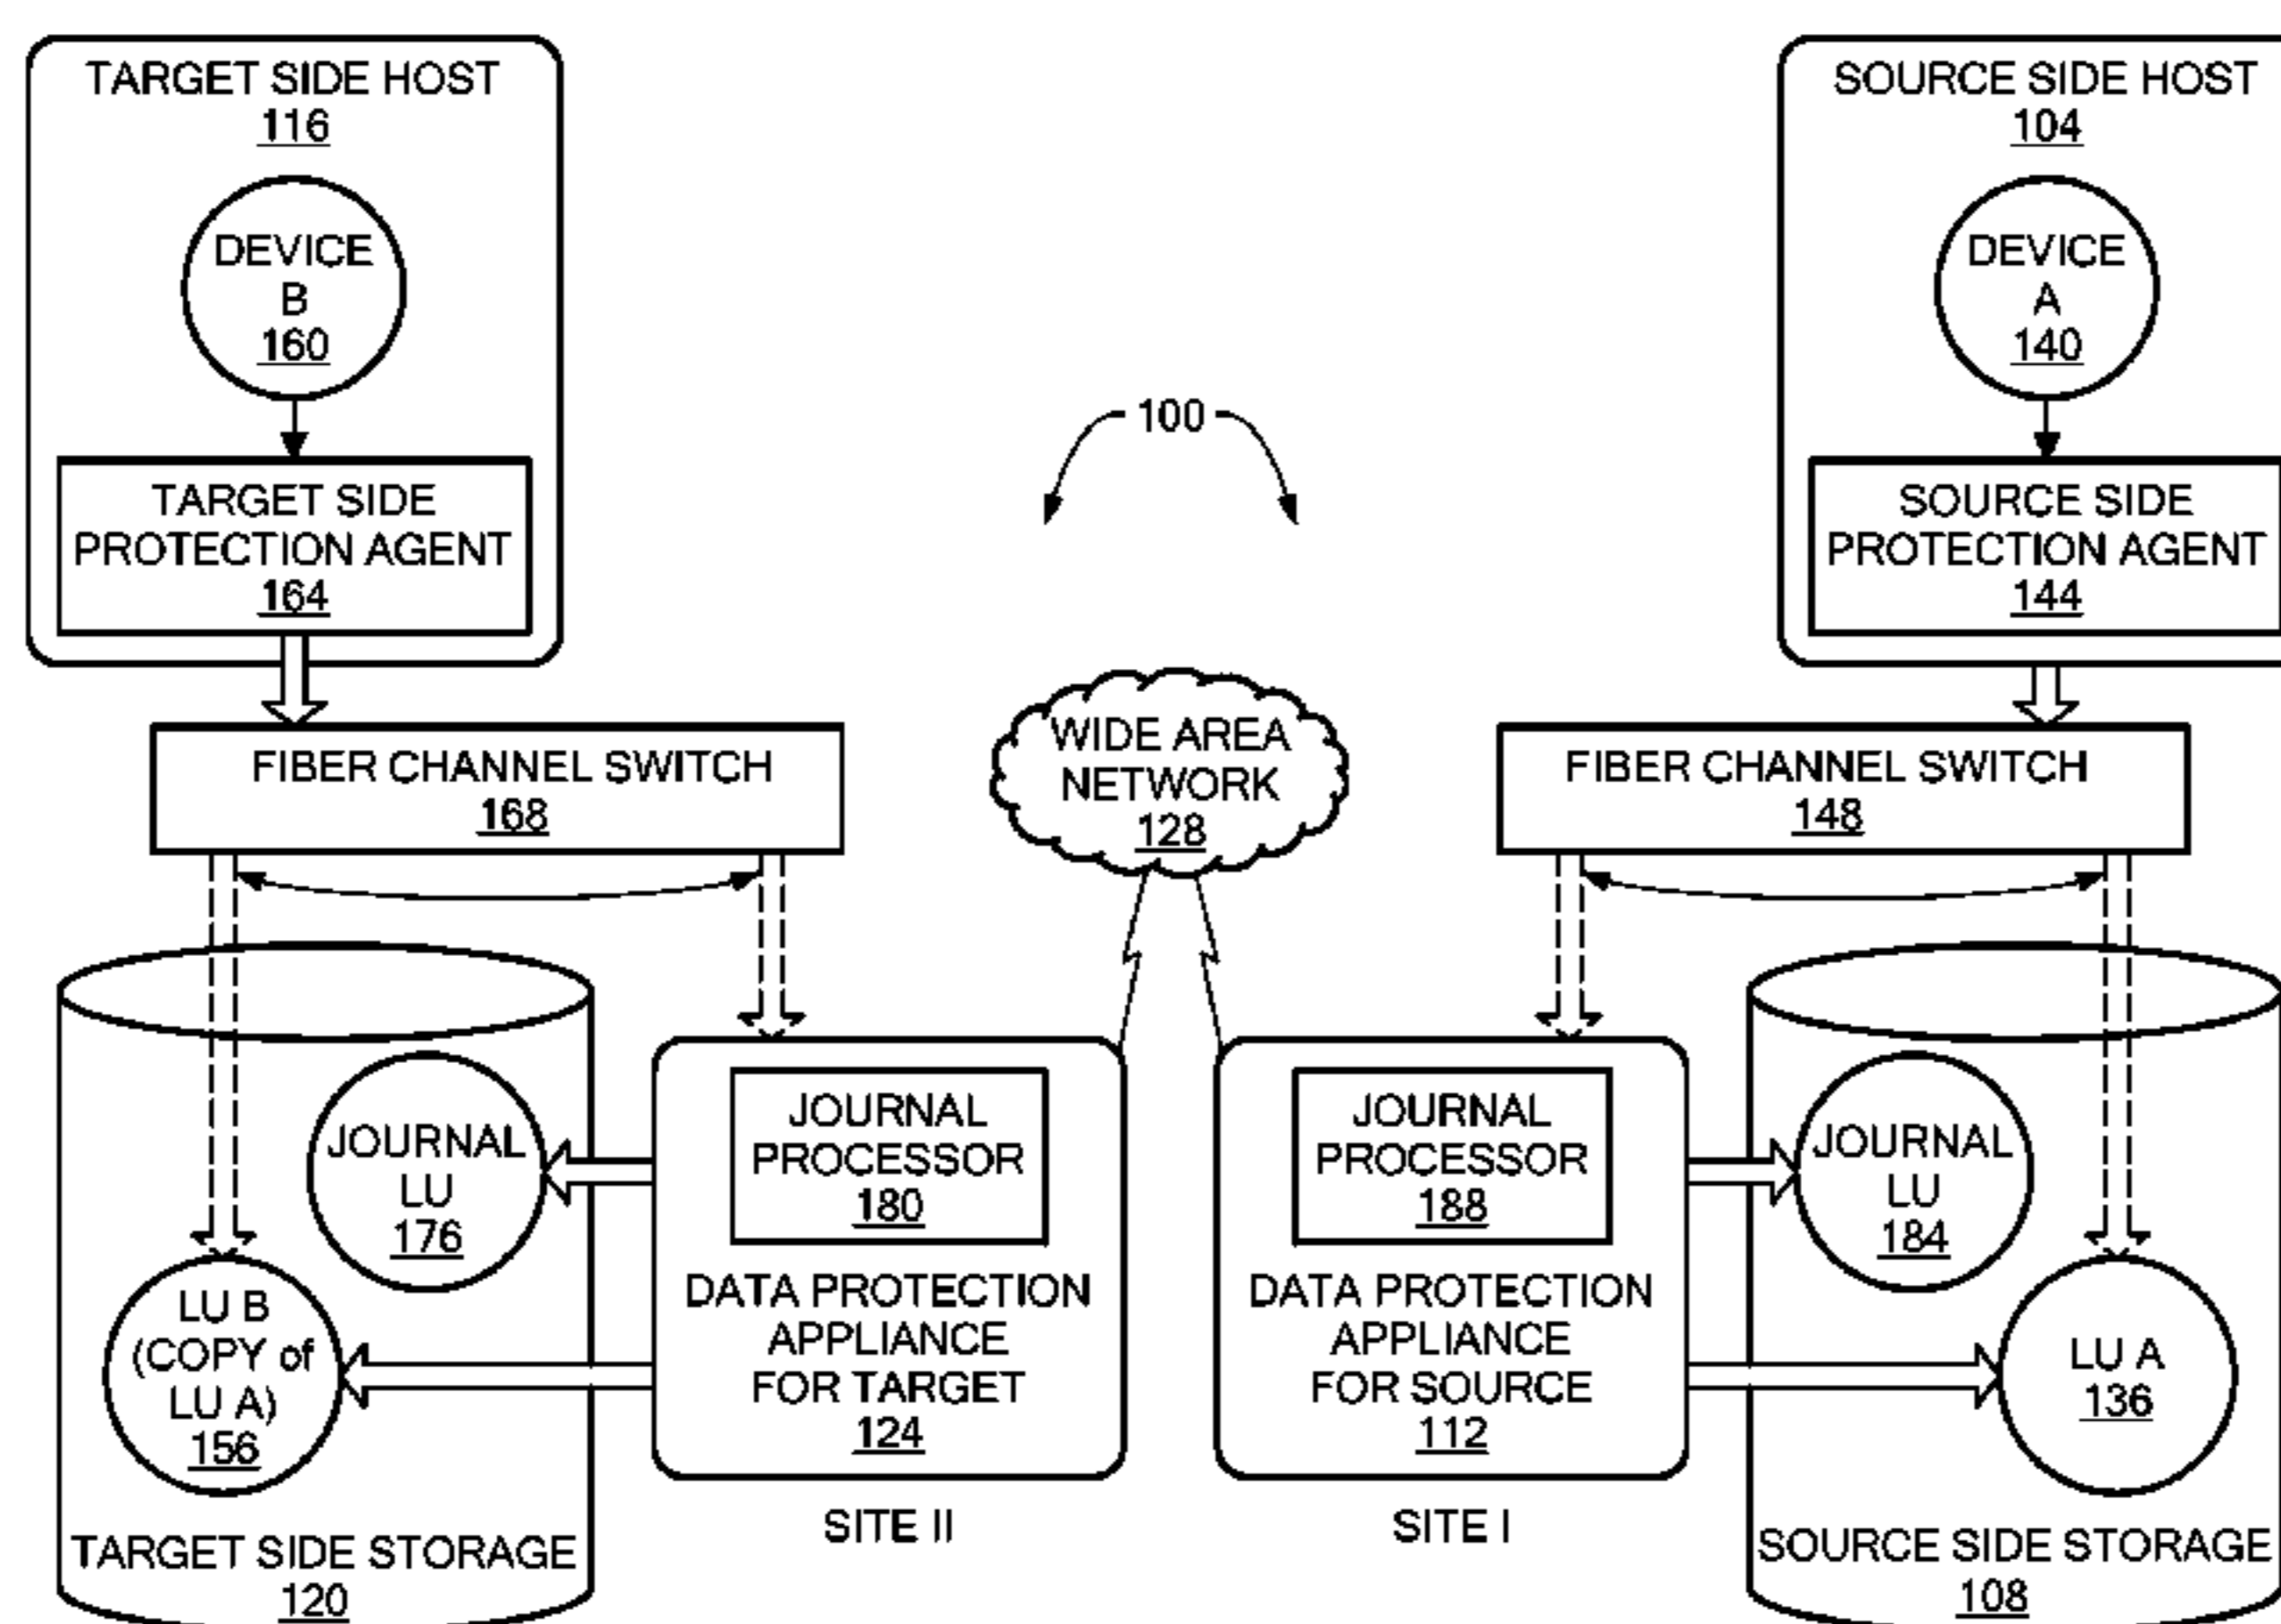 TARGET SIDE HOST
116
DEVICE
B
160
TARGET SIDE
PROTECTION AGENT
164
SOURCE SIDE HOST
104
DEVICE
A
140
SOURCE SIDE
PROTECTION AGENT
144
100
FIBER CHANNEL SWITCH
168
WIDE AREA
NETWORK
128
FIBER CHANNEL SWITCH
148
JOURNAL
LU
176
LU B
(COPY of
LU A)
156
TARGET SIDE STORAGE
120
JOURNAL
PROCESSOR
180
DATA PROTECTION
APPLIANCE
FOR TARGET
124
SITE II
JOURNAL
PROCESSOR
188
DATA PROTECTION
APPLIANCE
FOR SOURCE
112
SITE I
JOURNAL
LU
184
LU A
136
SOURCE SIDE STORAGE
108